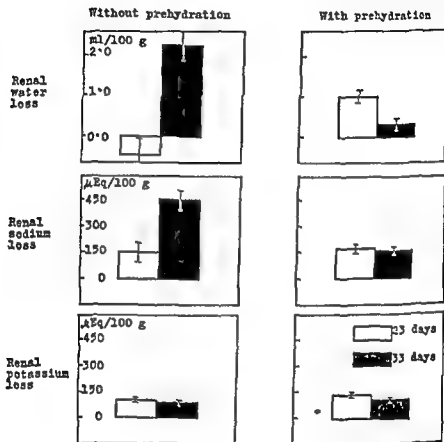 Without prehydration
With prehydration
Renal
water
loss
ml/100 g
2·0
1·0
0·0
Renal
sodium
loss
µEq/100 g
450
300
150
0
Renal
potassium
loss
µEq/100 g
450
300
150
0
23 days
33 days